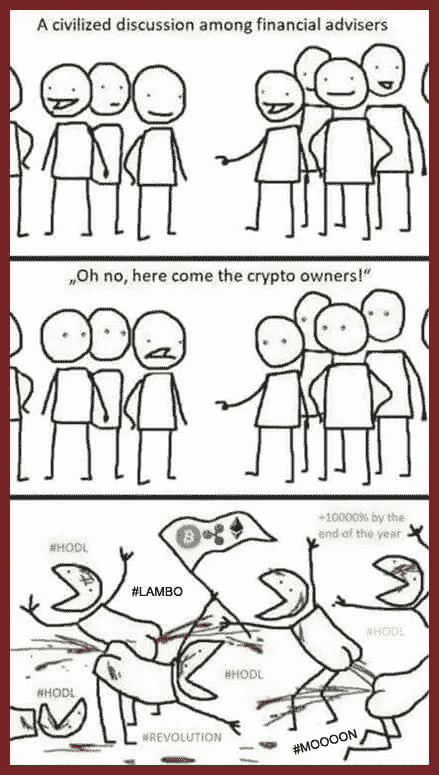 A civilized discussion among financial advisers
„Oh no, here come the crypto owners!“
+10000% by the
end of the year
#HODL
#LAMBO
#HODL
#HODL
#HODL
#REVOLUTION
#MOOOON